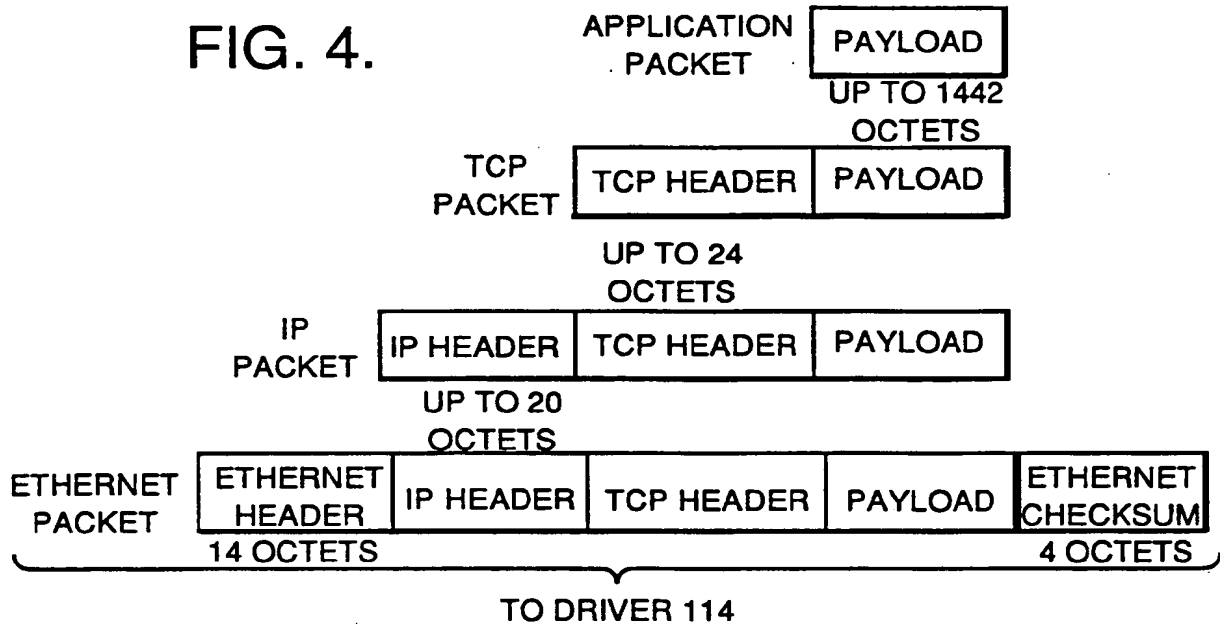 FIG. 4.
APPLICATION
PACKET
PAYLOAD
UP TO 1442
OCTETS
TCP
PACKET
TCP HEADER
PAYLOAD
UP TO 24
OCTETS
IP
PACKET
IP HEADER
TCP HEADER
PAYLOAD
UP TO 20
OCTETS
ETHERNET
PACKET
ETHERNET
HEADER
IP HEADER
TCP HEADER
PAYLOAD
ETHERNET
CHECKSUM
14 OCTETS
4 OCTETS
TO DRIVER 114